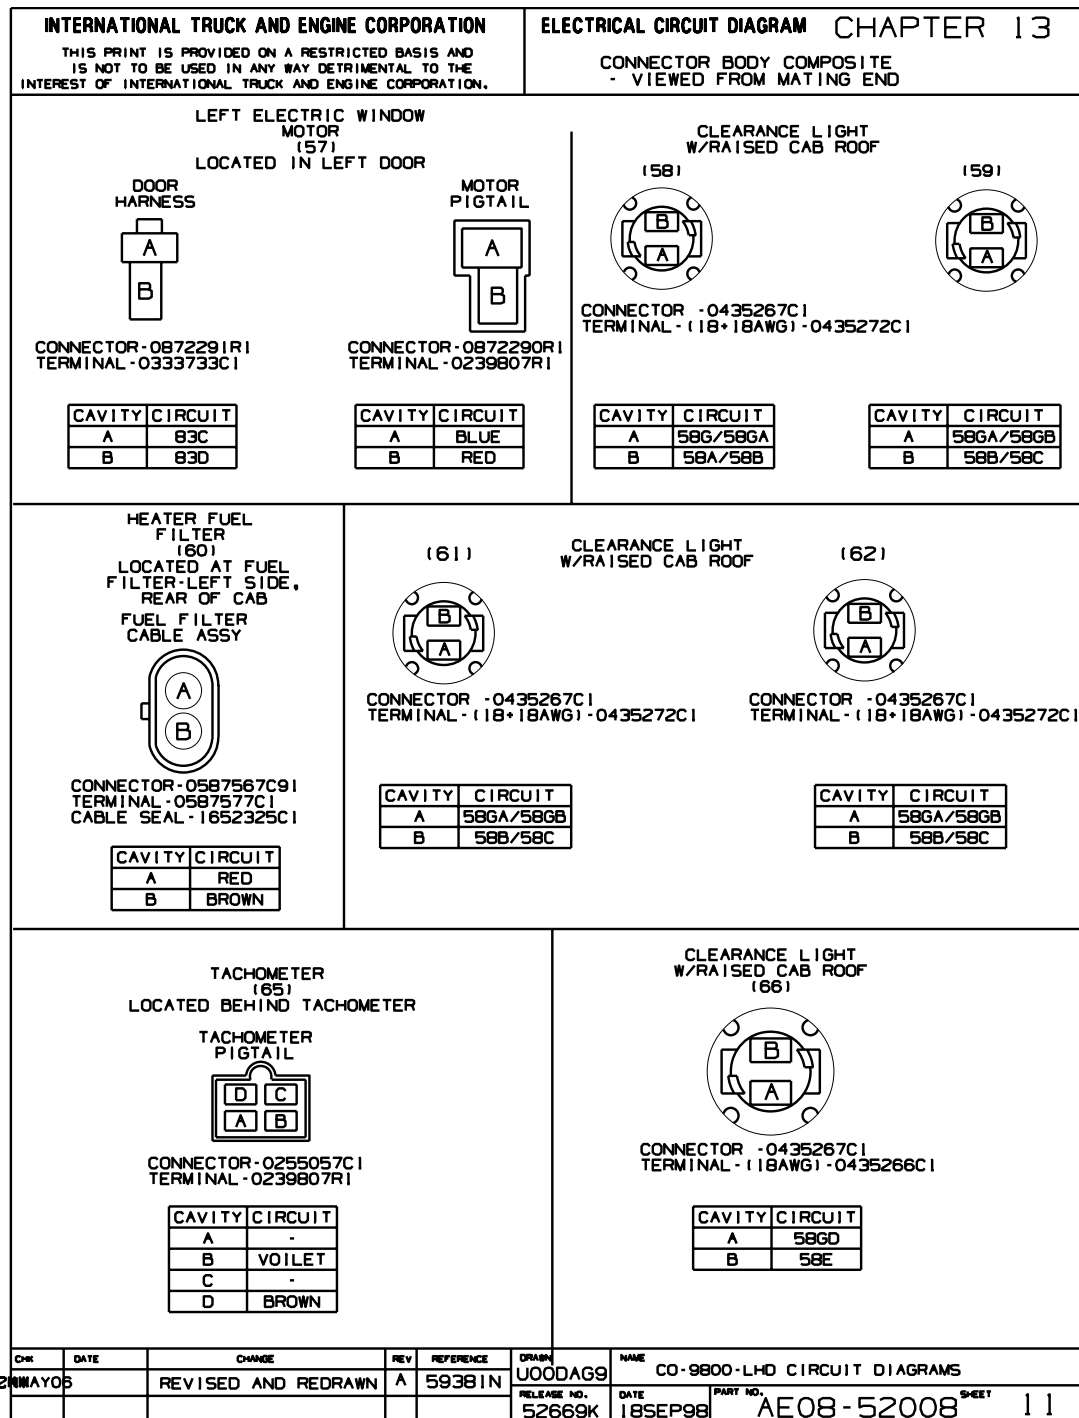 INTERNATIONAL TRUCK AND ENGINE CORPORATION
THIS PRINT IS PROVIDED ON A RESTRICTED BASIS AND
IS NOT TO BE USED IN ANY WAY DETRIMENTAL TO THE
INTEREST OF INTERNATIONAL TRUCK AND ENGINE CORPORATION.
ELECTRICAL CIRCUIT DIAGRAM CHAPTER 13
CONNECTOR BODY COMPOSITE
- VIEWED FROM MATING END
LEFT ELECTRIC WINDOW
MOTOR
(57)
LOCATED IN LEFT DOOR
DOOR
HARNESS
A
B
CONNECTOR-0872291R1
TERMINAL-0333733C1
CAVITY CIRCUIT
A 83C
B 83D
MOTOR
PIGTAIL
A
B
CONNECTOR-0872290R1
TERMINAL-0239807R1
CAVITY CIRCUIT
A BLUE
B RED
CLEARANCE LIGHT
W/RAISED CAB ROOF
(58)
B
A
CONNECTOR -0435267C1
TERMINAL-(18+18AWG)-0435272C1
CAVITY CIRCUIT
A 58G/58GA
B 58A/58B
(59)
B
A
CAVITY CIRCUIT
A 58GA/58GB
B 58B/58C
HEATER FUEL
FILTER
(60)
LOCATED AT FUEL
FILTER-LEFT SIDE,
REAR OF CAB
FUEL FILTER
CABLE ASSY
A
B
CONNECTOR-0587567C91
TERMINAL-0587577C1
CABLE SEAL-1652325C1
CAVITY CIRCUIT
A RED
B BROWN
CLEARANCE LIGHT
W/RAISED CAB ROOF
(61)
B
A
CONNECTOR -0435267C1
TERMINAL-(18+18AWG)-0435272C1
CAVITY CIRCUIT
A 58GA/58GB
B 58B/58C
(62)
B
A
CONNECTOR -0435267C1
TERMINAL-(18+18AWG)-0435272C1
CAVITY CIRCUIT
A 58GA/58GB
B 58B/58C
TACHOMETER
(65)
LOCATED BEHIND TACHOMETER
TACHOMETER
PIGTAIL
D C
A B
CONNECTOR-0255057C1
TERMINAL-0239807R1
CAVITY CIRCUIT
A -
B VOILET
C -
D BROWN
CLEARANCE LIGHT
W/RAISED CAB ROOF
(66)
B
A
CONNECTOR -0435267C1
TERMINAL-(18AWG)-0435266C1
CAVITY CIRCUIT
A 58GD
B 58E
CHK DATE CHANGE REV REFERENCE
REVISED AND REDRAWN A 59381N
DRAWN
U00DAG9
NAME
CO-9800-LHD CIRCUIT DIAGRAMS
RELEASE NO.
52669K
DATE
18SEP98
PART NO.
AE08-52008
SHEET
11